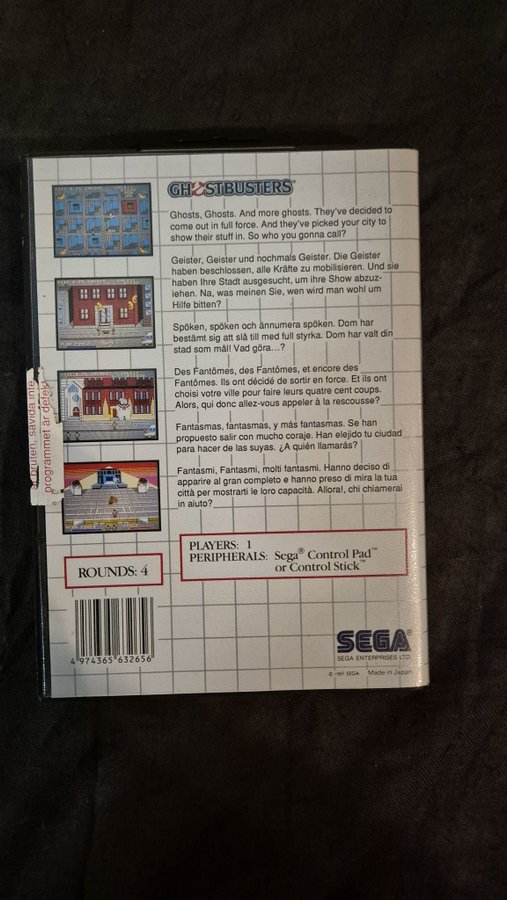 GHOSTBUSTERS
Ghosts, Ghosts. And more ghosts. They've decided to
come out in full force. And they've picked your city to
show their stuff in. So who you gonna call?
Geister, Geister und nochmals Geister. Die Geister
haben beschlossen, alle Kräfte zu mobilisieren. Und sie
haben Ihre Stadt ausgesucht, um ihre Show abzuz-
iehen. Na, was meinen Sie, wen wird man wohl um
Hilfe bitten?
Spöken, spöken och ännumera spöken. Dom har
bestämt sig att slå till med full styrka. Dom har valt din
stad som mål! Vad göra...?
Des Fantômes, des Fantômes, et encore des
Fantômes. Ils ont décidé de sortir en force. Et ils ont
choisi votre ville pour faire leurs quatre cent coups.
Alors, qui donc allez-vous appeler à la rescousse?
Fantasmas, fantasmas, y más fantasmas. Se han
propuesto salir con mucho coraje. Han elejido tu ciudad
para hacer de las suyas. ¿A quién llamarás?
Fantasmi, Fantasmi, molti fantasmi. Hanno deciso di
apparire al gran completo e hanno preso di mira la tua
città per mostrarti le loro capacità. Allora!, chi chiamerai
in aiuto?
bruten, såvida inte
programmet är defekt
PLAYERS: 1
PERIPHERALS: Sega® Control Pad™
or Control Stick™
ROUNDS: 4
4 974365 632656
SEGA®
SEGA ENTERPRISES LTD.
© SEGA Made in Japan